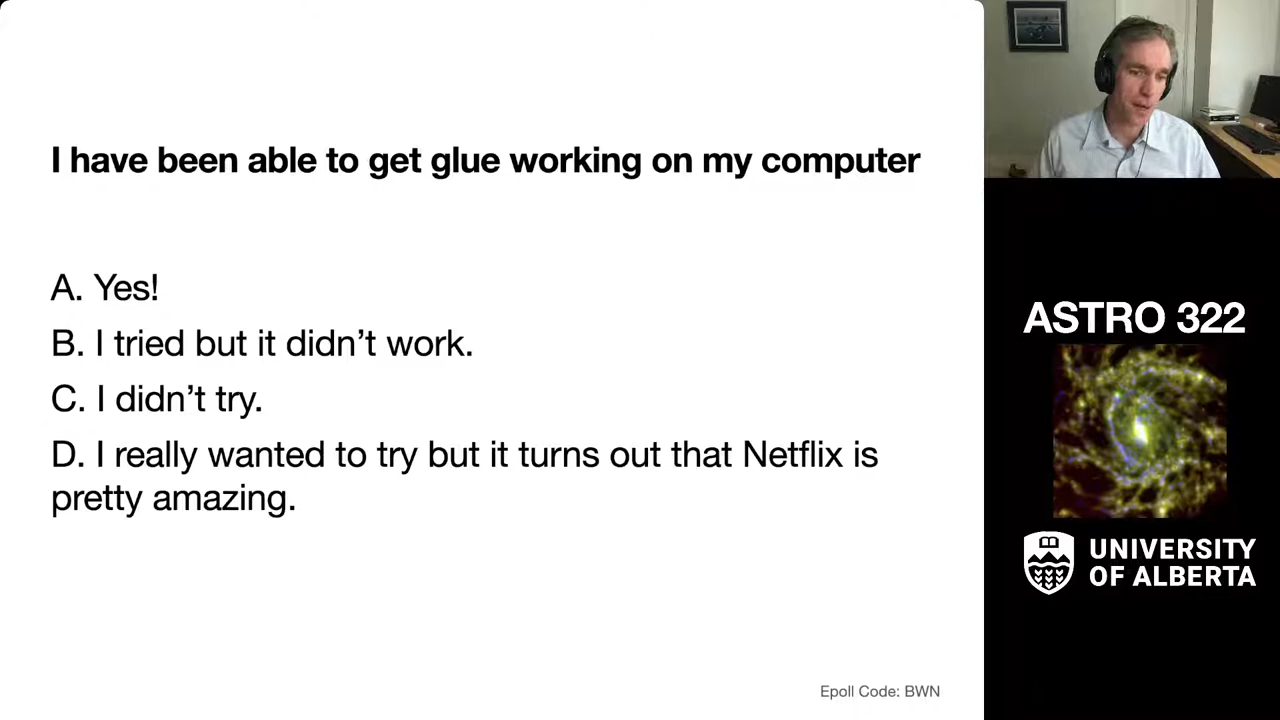 I have been able to get glue working on my computer
A. Yes!
B. I tried but it didn’t work.
C. I didn’t try.
D. I really wanted to try but it turns out that Netflix is
pretty amazing.
Epoll Code: BWN
ASTRO 322
UNIVERSITY
OF ALBERTA